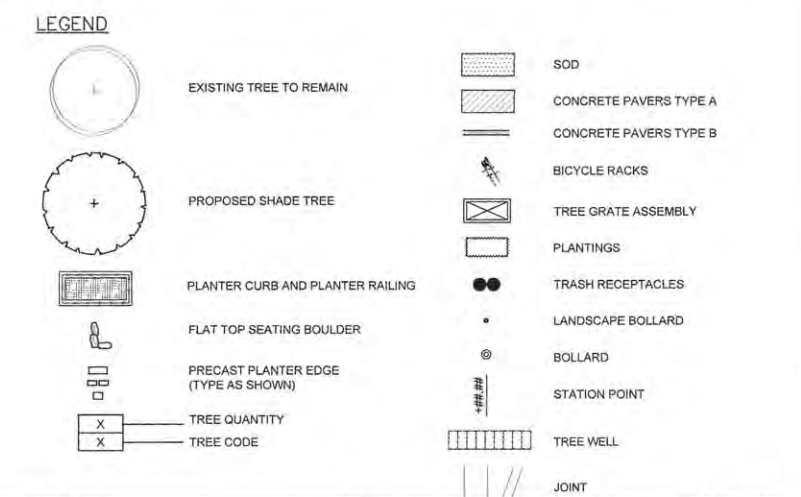 LEGEND
EXISTING TREE TO REMAIN
PROPOSED SHADE TREE
PLANTER CURB AND PLANTER RAILING
FLAT TOP SEATING BOULDER
PRECAST PLANTER EDGE
(TYPE AS SHOWN)
X TREE QUANTITY
X TREE CODE
SOD
CONCRETE PAVERS TYPE A
CONCRETE PAVERS TYPE B
BICYCLE RACKS
TREE GRATE ASSEMBLY
PLANTINGS
TRASH RECEPTACLES
LANDSCAPE BOLLARD
BOLLARD
+##.##
STATION POINT
TREE WELL
JOINT